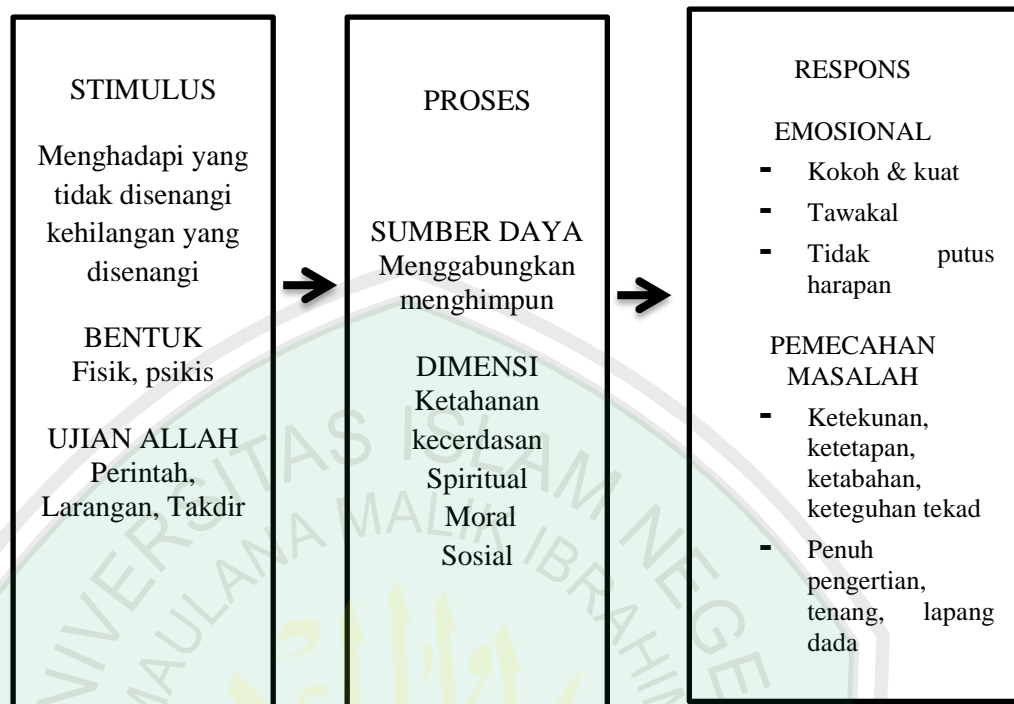 STIMULUS
Menghadapi yang
tidak disenangi
kehilangan yang
disenangi
BENTUK
Fisik, psikis
UJIAN ALLAH
Perintah,
Larangan, Takdir
PROSES
SUMBER DAYA
Menggabungkan
menghimpun
DIMENSI
Ketahanan
kecerdasan
Spiritual
Moral
Sosial
RESPONS
EMOSIONAL
- Kokoh & kuat
- Tawakal
- Tidak putus
harapan
PEMECAHAN
MASALAH
- Ketekunan,
ketetapan,
ketabahan,
keteguhan tekad
- Penuh
pengertian,
tenang, lapang
dada